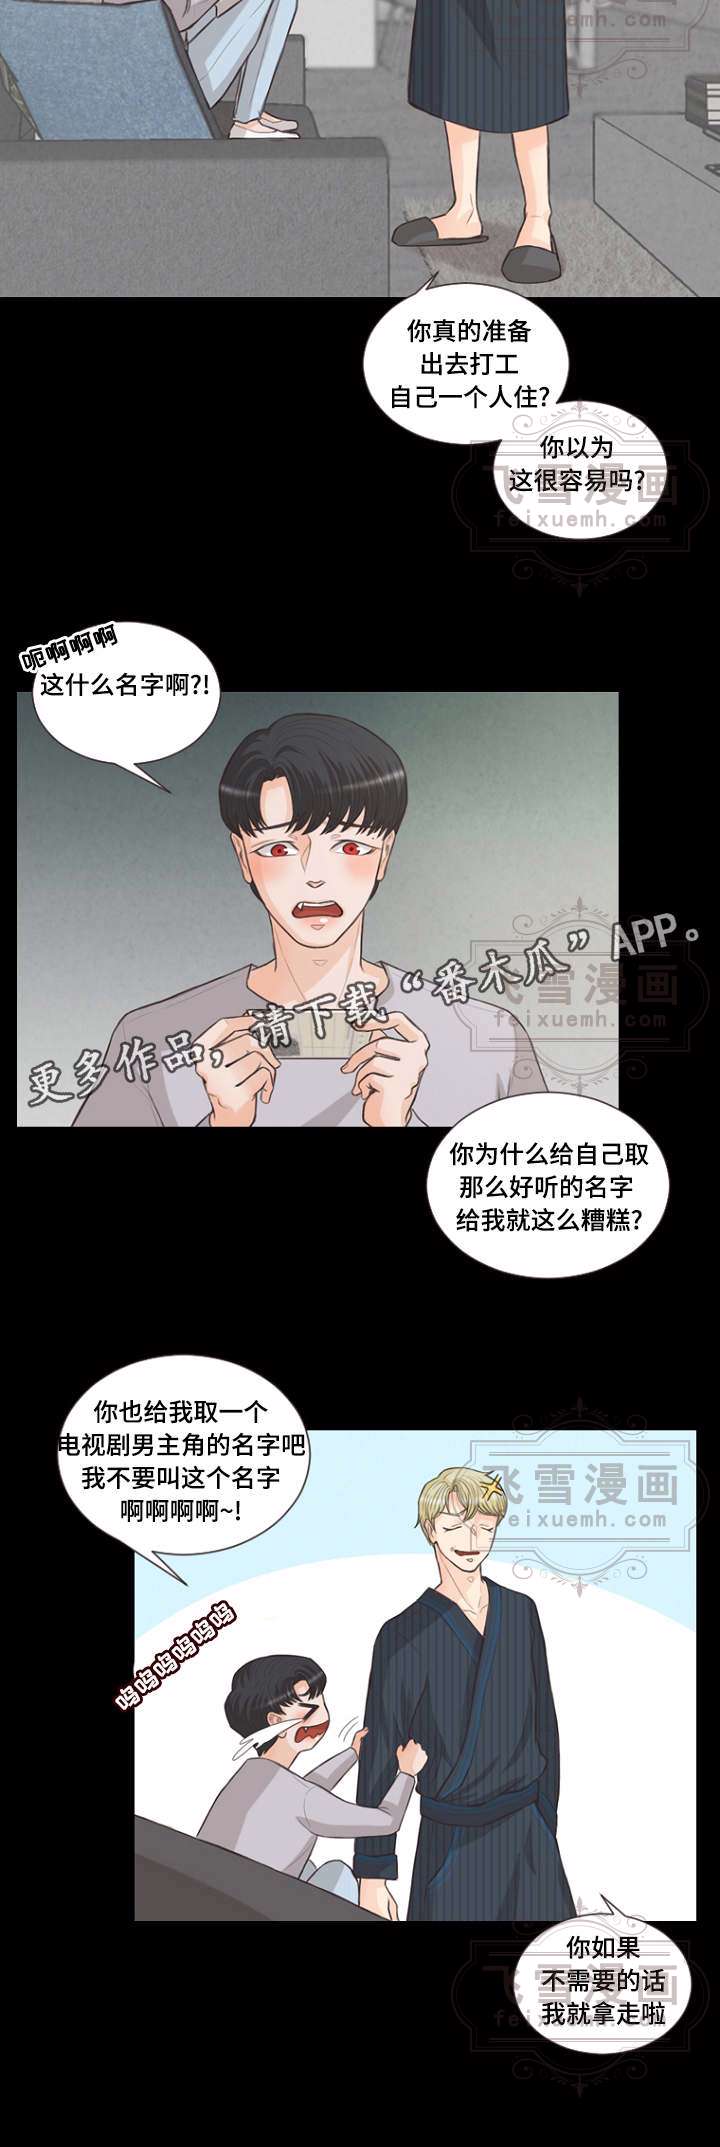 你真的准备
出去打工
自己一个人住?
你以为
这很容易吗?
飞雪漫画
feixuemh.com
呃啊啊啊
这什么名字啊?!
更多作品，请下载“番木瓜”APP。
飞雪漫画
feixuemh.com
你为什么给自己取
那么好听的名字
给我就这么糟糕?
你也给我取一个
电视剧男主角的名字吧
我不要叫这个名字
啊啊啊啊~!
飞雪漫画
feixuemh.com
呜呜呜呜呜呜
你如果
不需要的话
我就拿走啦
飞雪漫画
feixuemh.com